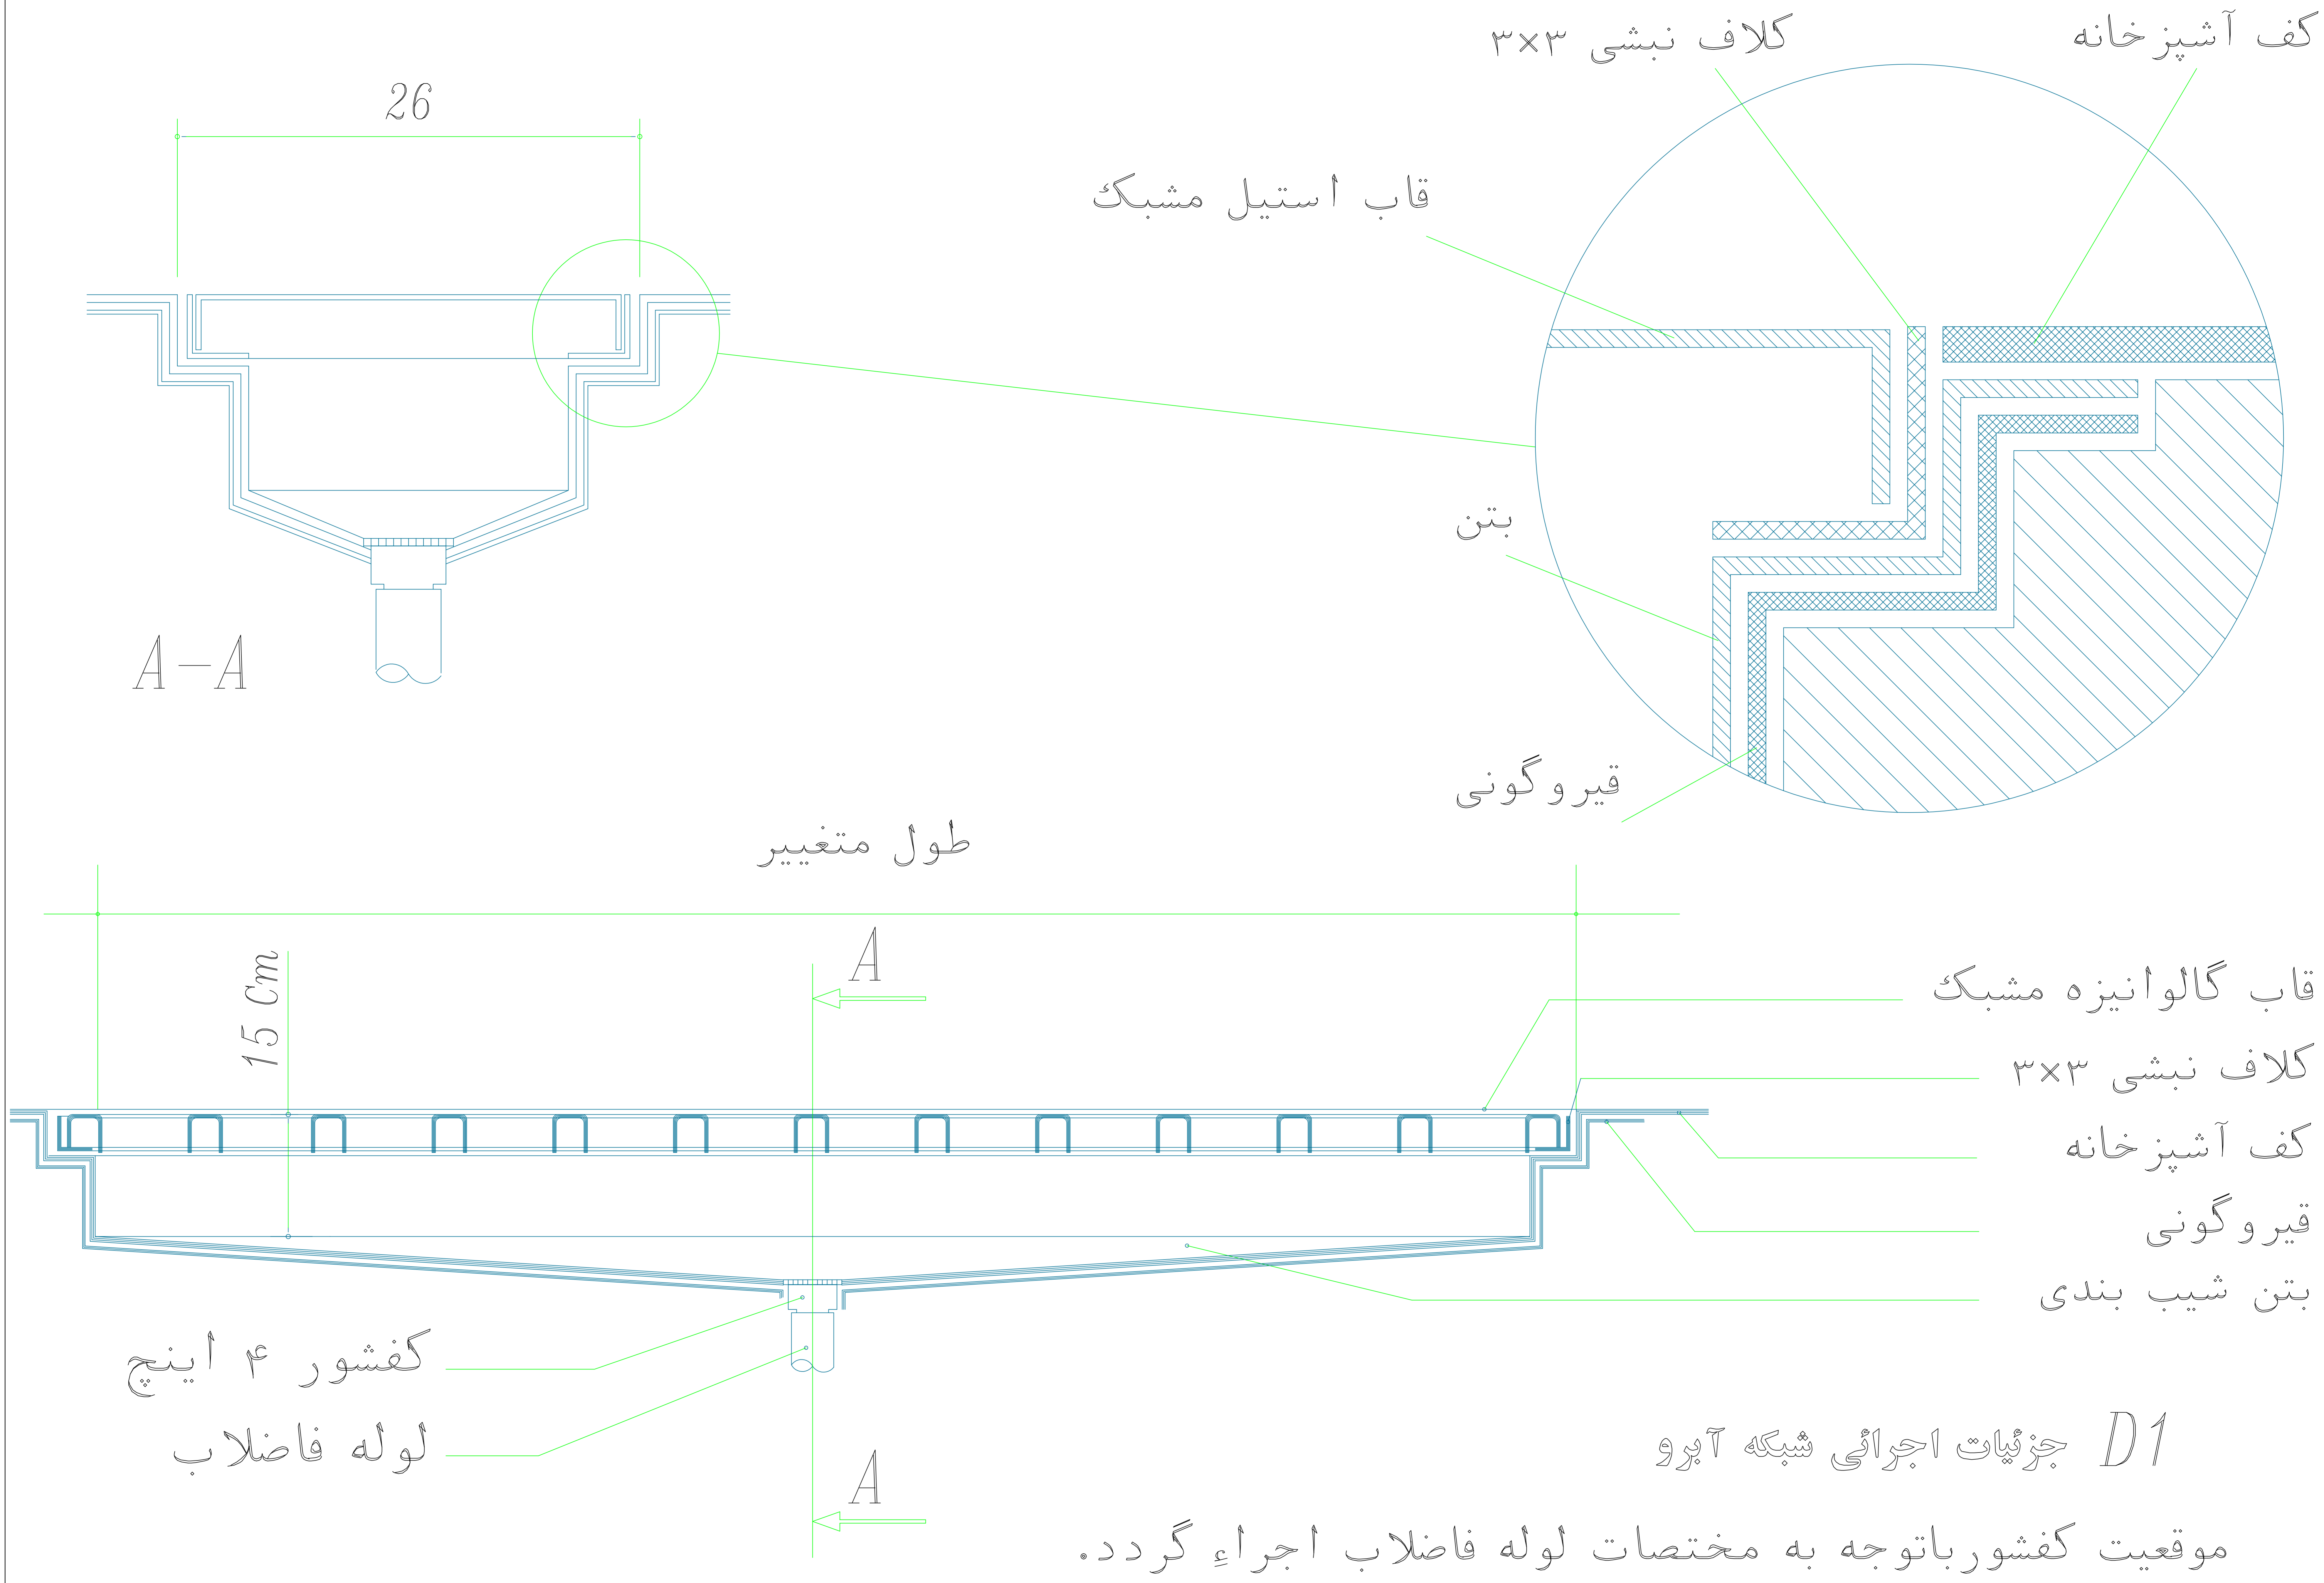 کلاف نبشی ۳×۳
کف آشپزخانه
26
قاب استیل مشبک
بتن
A-A
قیروگونی
طول متغییر
A
15 cm
قاب گالوانیزه مشبک
کلاف نبشی ۳×۳
کف آشپزخانه
قیروگونی
بتن شیب بندی
کفشور ۴ اینچ
لوله فاضلاب
A
D1 جزئیات اجرائی شبکه آبرو
موقعیت کفشورباتوجه به مختصات لوله فاضلاب اجراء گردد.